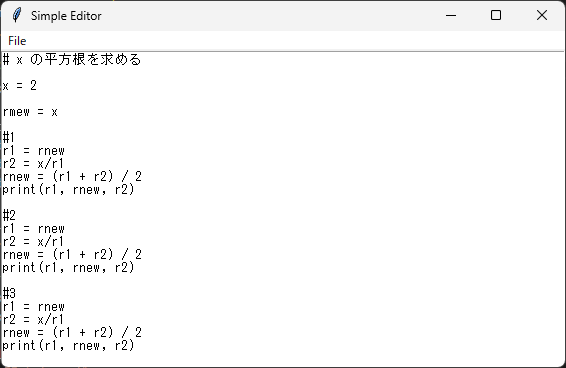 Simple Editor
File
# x の平方根を求める
x = 2
rmew = x
#1
r1 = rnew
r2 = x/r1
rnew = (r1 + r2) / 2
print(r1, rnew, r2)
#2
r1 = rnew
r2 = x/r1
rnew = (r1 + r2) / 2
print(r1, rnew, r2)
#3
r1 = rnew
r2 = x/r1
rnew = (r1 + r2) / 2
print(r1, rnew, r2)